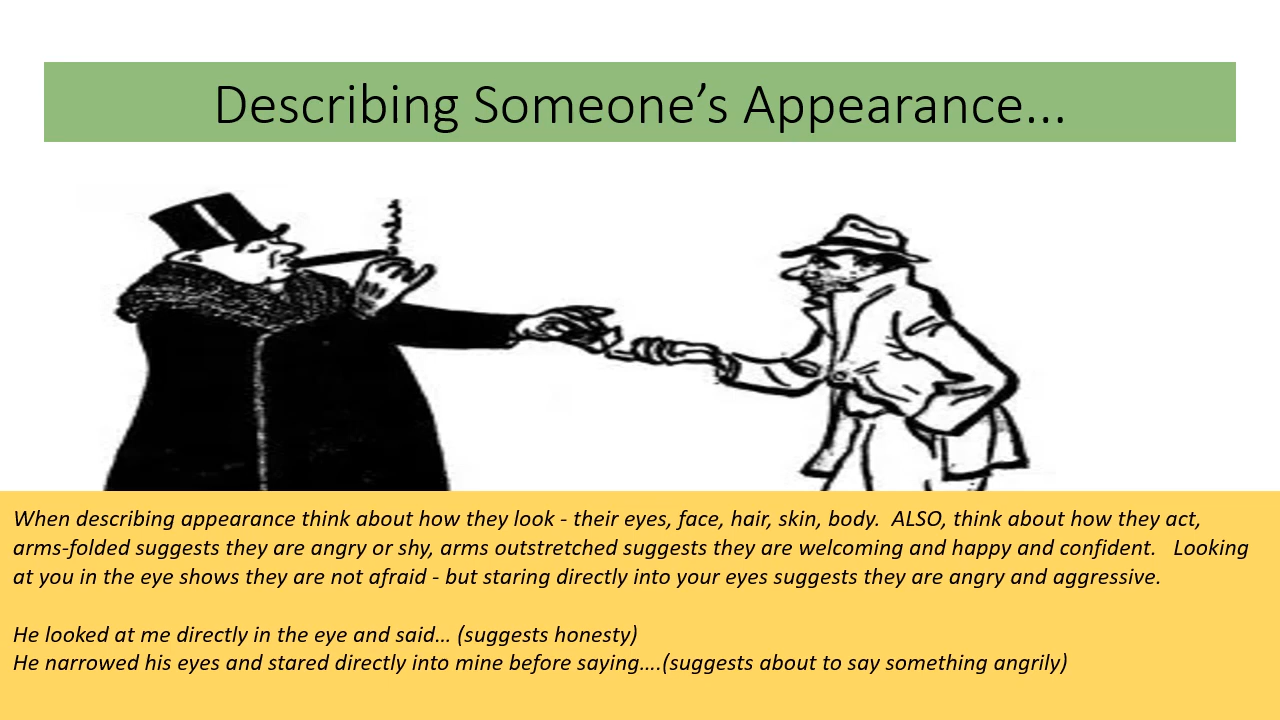 Describing Someone’s Appearance...
When describing appearance think about how they look - their eyes, face, hair, skin, body.  ALSO, think about how they act,
arms-folded suggests they are angry or shy, arms outstretched suggests they are welcoming and happy and confident.   Looking
at you in the eye shows they are not afraid - but staring directly into your eyes suggests they are angry and aggressive.
He looked at me directly in the eye and said… (suggests honesty)
He narrowed his eyes and stared directly into mine before saying….(suggests about to say something angrily)